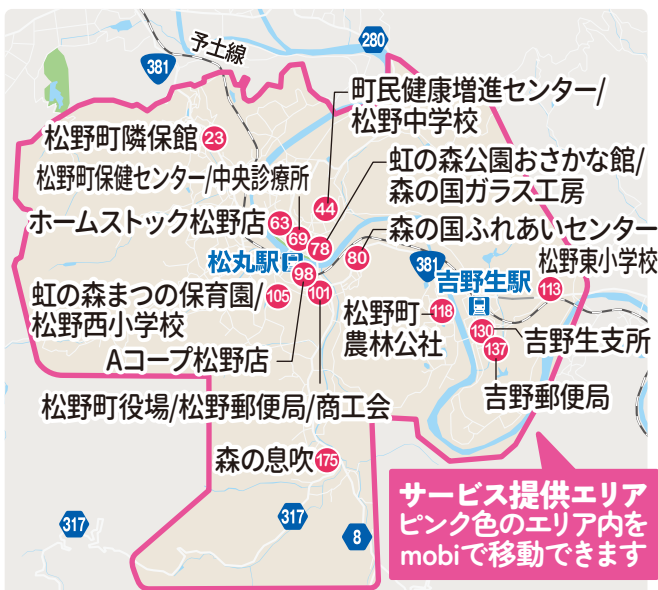 予土線
381
280
町民健康増進センター/
松野中学校
松野町隣保館 23
松野町保健センター/中央診療所
44
虹の森公園おさかな館/
森の国ガラス工房
ホームストック松野店 63
69
78
森の国ふれあいセンター
80
381
松丸駅
98
吉野生駅
松野東小学校
113
虹の森まつの保育園/
松野西小学校
105
101
松野町
農林公社
118
130
吉野生支所
137
Aコープ松野店
吉野郵便局
松野町役場/松野郵便局/商工会
森の息吹 175
317
317
8
サービス提供エリア
ピンク色のエリア内を
mobiで移動できます